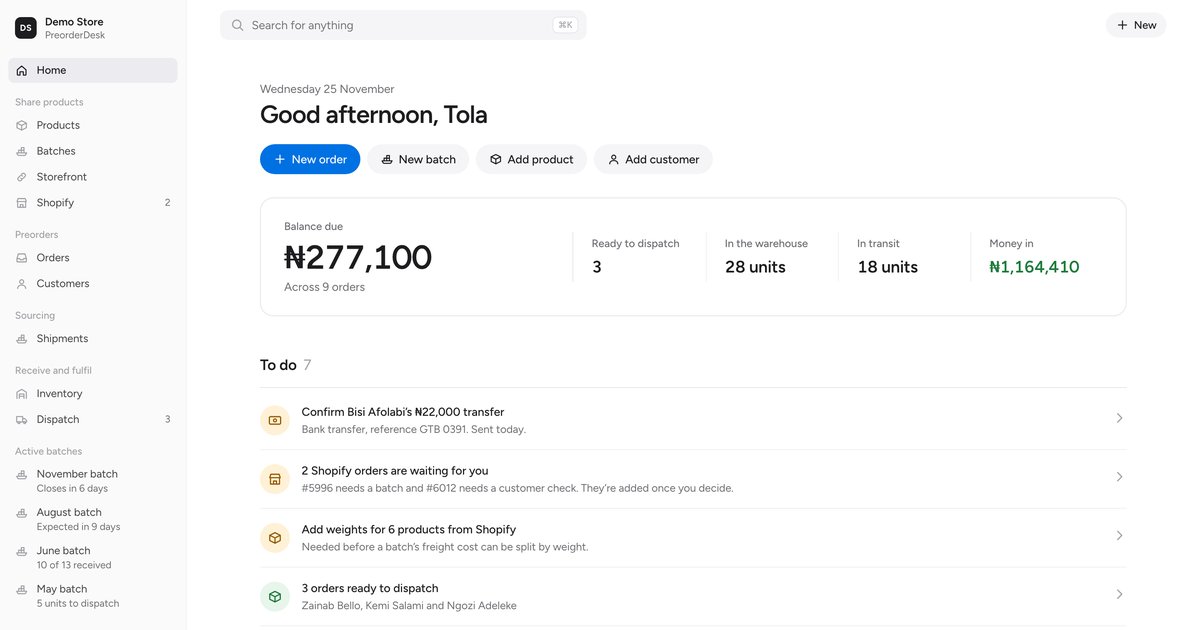 DS
Demo Store
PreorderDesk
Search for anything
⌘K
New
Home
Share products
Products
Batches
Storefront
Shopify 2
Preorders
Orders
Customers
Sourcing
Shipments
Receive and fulfil
Inventory
Dispatch 3
Active batches
November batch
Closes in 6 days
August batch
Expected in 9 days
June batch
10 of 13 received
May batch
5 units to dispatch
Wednesday 25 November
Good afternoon, Tola
New order
New batch
Add product
Add customer
Balance due
₦277,100
Across 9 orders
Ready to dispatch
3
In the warehouse
28 units
In transit
18 units
Money in
₦1,164,410
To do 7
Confirm Bisi Afolabi’s ₦22,000 transfer
Bank transfer, reference GTB 0391. Sent today.
2 Shopify orders are waiting for you
#5996 needs a batch and #6012 needs a customer check. They’re added once you decide.
Add weights for 6 products from Shopify
Needed before a batch’s freight cost can be split by weight.
3 orders ready to dispatch
Zainab Bello, Kemi Salami and Ngozi Adeleke